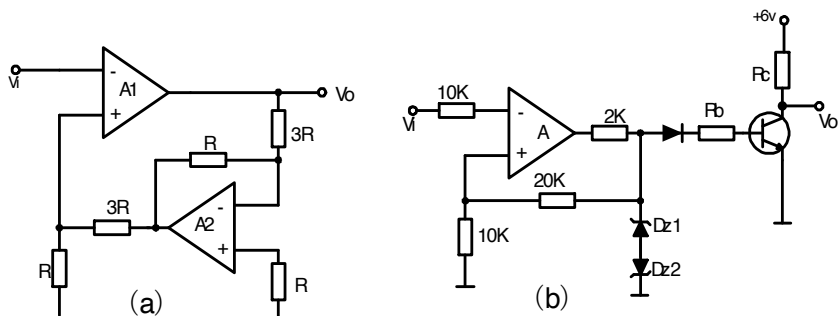 Vi
-
+
A1
Vo
3R
R
3R
A2
-
+
R
R
(a)
+6v
Rc
Vo
10K
Vi
-
+
A
2K
Rb
20K
10K
Dz1
Dz2
(b)